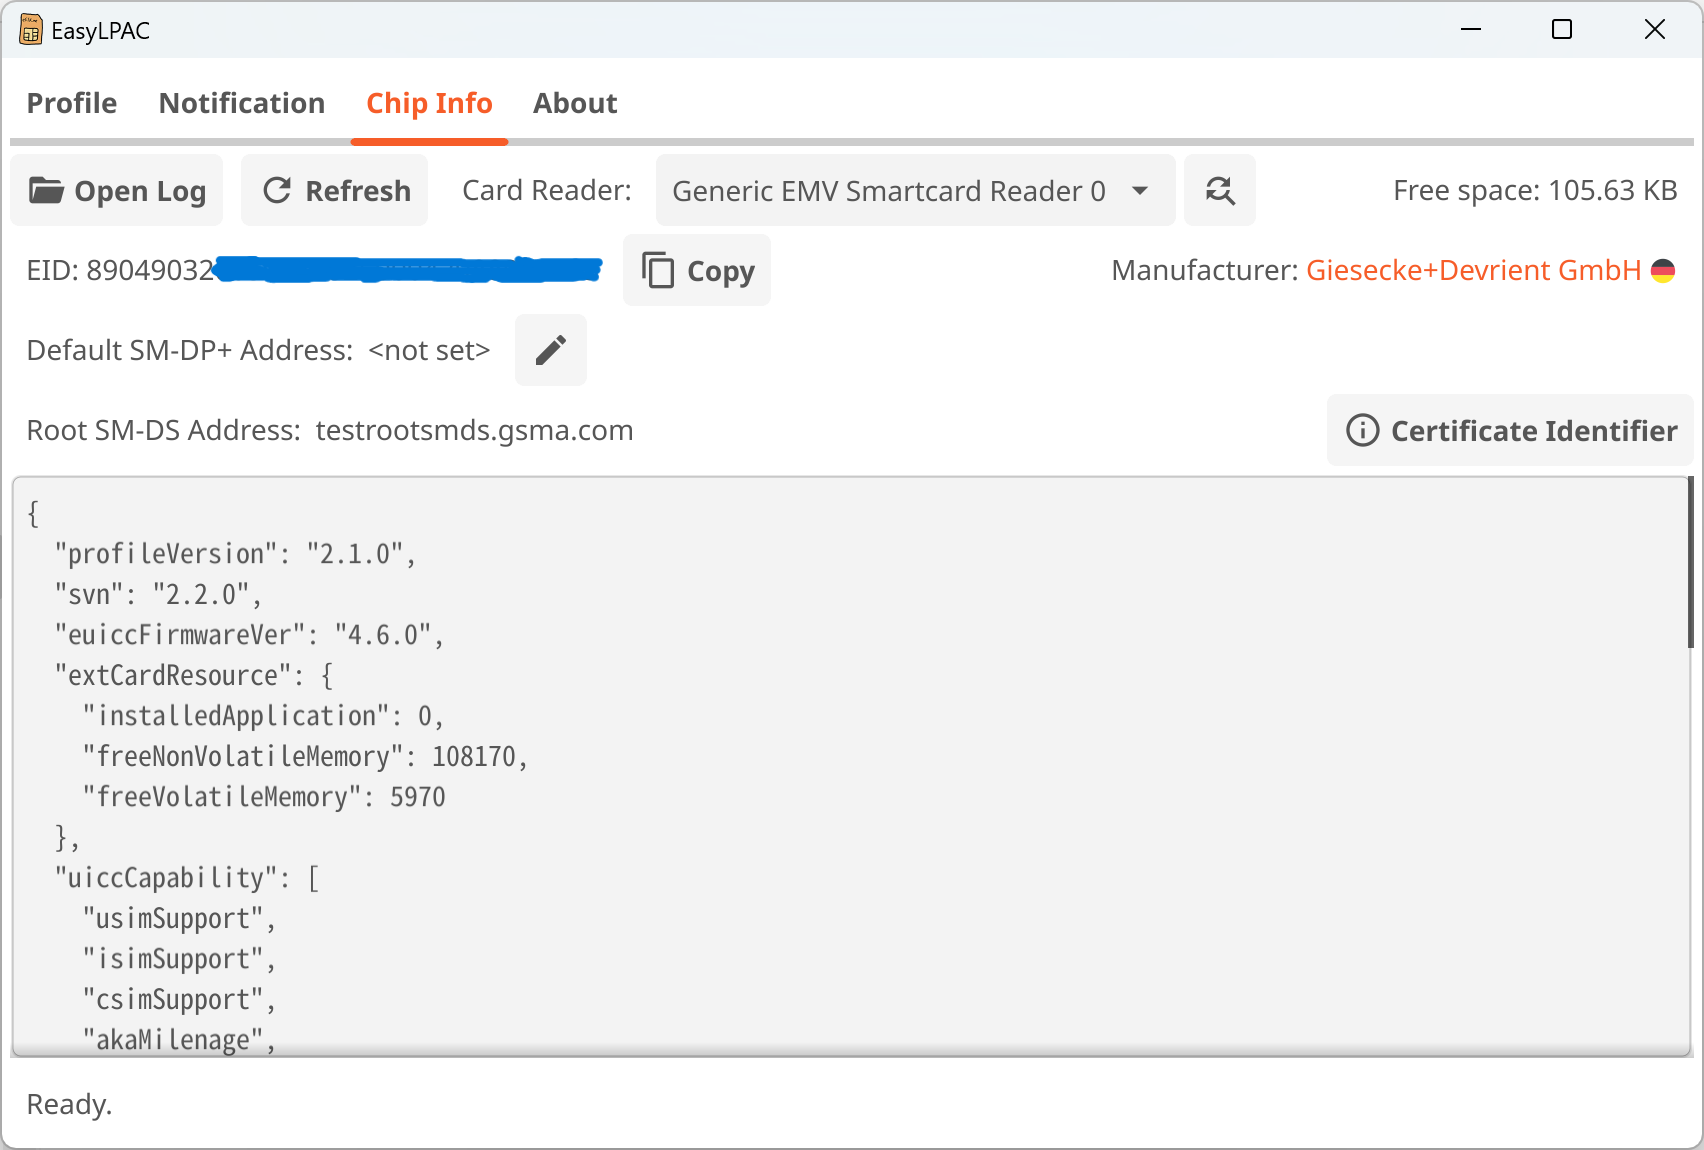 EasyLPAC
Profile Notification Chip Info About
Open Log Refresh Card Reader: Generic EMV Smartcard Reader 0 Free space: 105.63 KB
EID: 89049032 Copy Manufacturer: Giesecke+Devrient GmbH
Default SM-DP+ Address: <not set>
Root SM-DS Address: testrootsmds.gsma.com Certificate Identifier
{
"profileVersion": "2.1.0",
"svn": "2.2.0",
"euiccFirmwareVer": "4.6.0",
"extCardResource": {
"installedApplication": 0,
"freeNonVolatileMemory": 108170,
"freeVolatileMemory": 5970
},
"uiccCapability": [
"usimSupport",
"isimSupport",
"csimSupport",
"akaMilenage",
Ready.